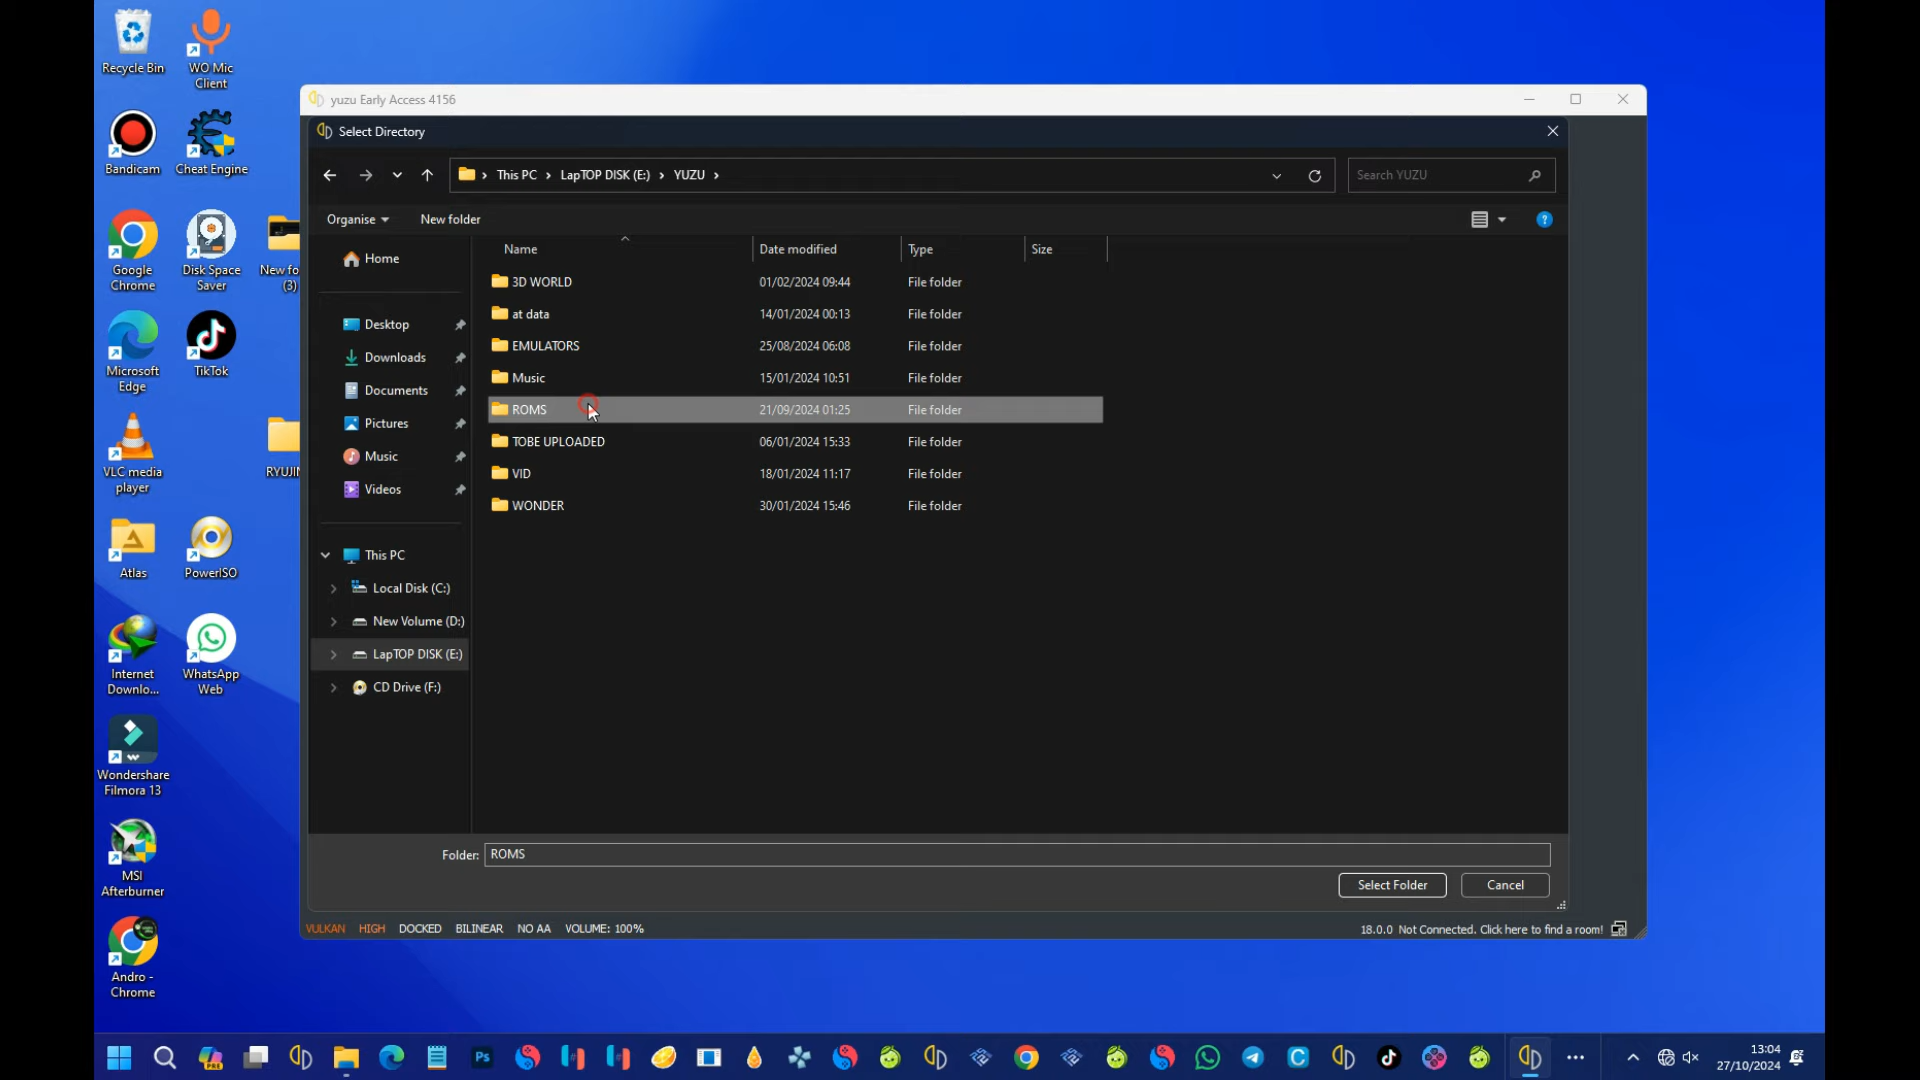 Recycle Bin
WO Mic
Client
Bandicam
Cheat Engine
Google
Chrome
Disk Space
Saver
New fo
(3)
Microsoft
Edge
TikTok
VLC media
player
RYUJIN
Atlas
PowerISO
Internet
Downlo...
WhatsApp
Web
Wondershare
Filmora 13
MSI
Afterburner
Andro -
Chrome
yuzu Early Access 4156
Select Directory
This PC > LapTOP DISK (E:) > YUZU >
Search YUZU
Organise
New folder
Home
Desktop
Downloads
Documents
Pictures
Music
Videos
This PC
Local Disk (C:)
New Volume (D:)
LapTOP DISK (E:)
CD Drive (F:)
Name Date modified Type Size
3D WORLD 01/02/2024 09:44 File folder
at data 14/01/2024 00:13 File folder
EMULATORS 25/08/2024 06:08 File folder
Music 15/01/2024 10:51 File folder
ROMS 21/09/2024 01:25 File folder
TOBE UPLOADED 06/01/2024 15:33 File folder
VID 18/01/2024 11:17 File folder
WONDER 30/01/2024 15:46 File folder
Folder: ROMS
Select Folder
Cancel
VULKAN HIGH DOCKED BILINEAR NO AA VOLUME: 100%
18.0.0 Not Connected. Click here to find a room!
PRE
Ps
C
13:04
27/10/2024